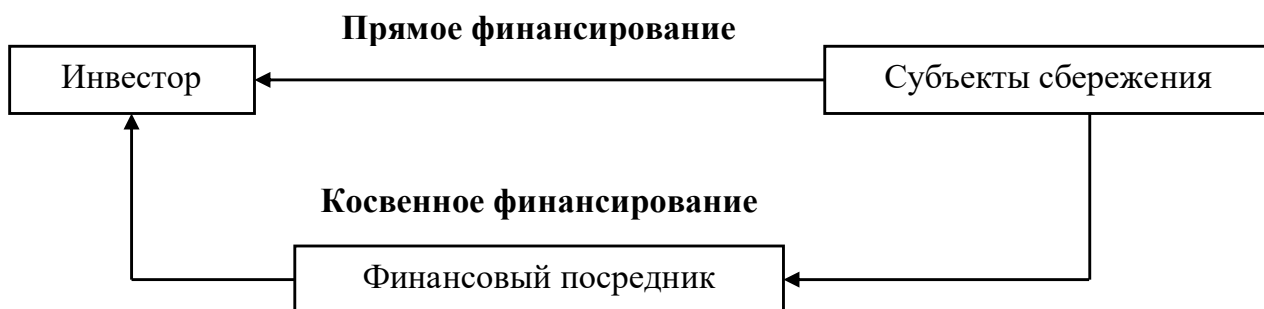 Прямое финансирование
Инвестор
Субъекты сбережения
Косвенное финансирование
Финансовый посредник